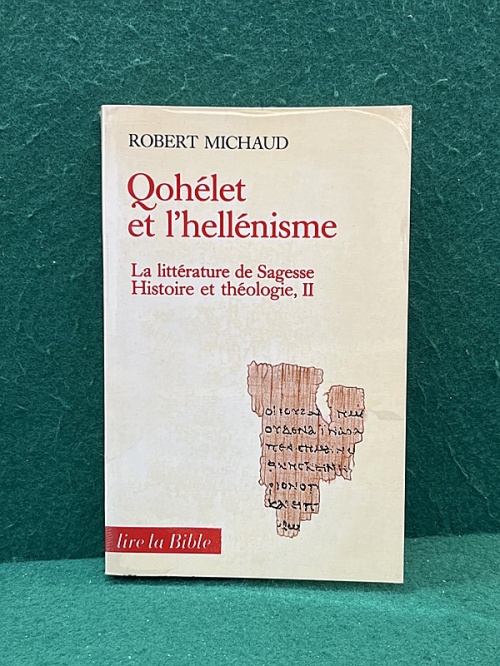 ROBERT MICHAUD
Qohélet
et l'hellénisme
La littérature de Sagesse
Histoire et théologie, II
lire la Bible